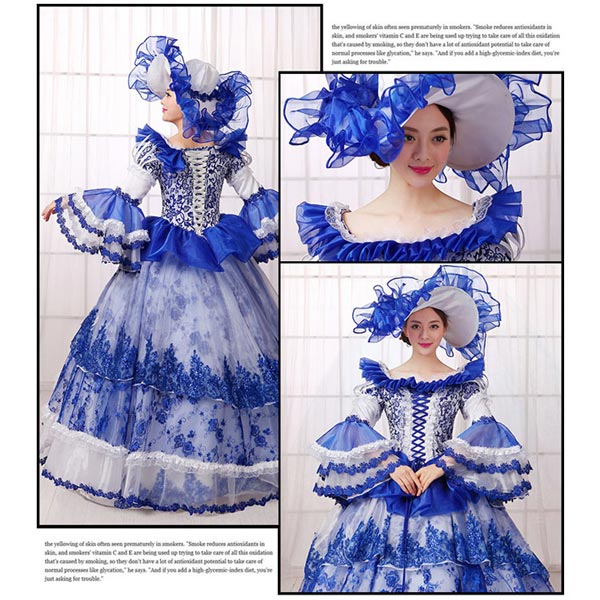 the yellowing of skin often seen prematurely in smokers. "Smoke reduces antioxidants in
skin, and smokers'vitamin C and E are being used up trying to take care of all this oxidation
that's caused by smoking, so they don't have a lot of antioxidant potential to take care of
normal processes like glycation," he says. "And if you add a high-glycemic-index diet, you're
just asking for trouble."
the yellowing of skin often seen prematurely in smokers. "Smoke reduces antioxidants in
skin, and smokers'vitamin C and E are being used up trying to take care of all this oxidation
that's caused by smoking, so they don't have a lot of antioxidant potential to take care of
normal processes like glycation," he says. "And if you add a high-glycemic-index diet, you're
just asking for trouble."